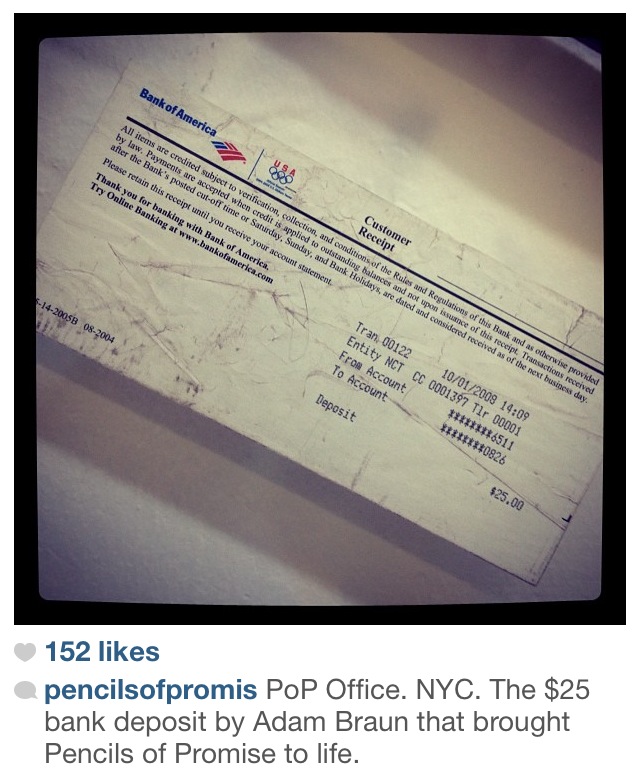 Bank of America
USA
Customer
Receipt
All items are credited subject to verification, collection, and conditions of the Rules and Regulations of this Bank and as otherwise provided
by law. Payments are accepted when credit is applied to outstanding balances and not upon issuance of this receipt. Transactions received
after the Bank's posted cut-off time or Saturday, Sunday, and Bank Holidays, are dated and considered received as of the next business day.
Please retain this receipt until you receive your account statement.
Thank you for banking with Bank of America.
Try Online Banking at www.bankofamerica.com
-14-2005B 08-2004
Tran 00122 10/01/2008 14:09
Entity NCT CC 0001397 Tlr 00001
From Account ********6511
To Account ********0826
Deposit $25.00
152 likes
pencilsofpromis PoP Office. NYC. The $25
bank deposit by Adam Braun that brought
Pencils of Promise to life.